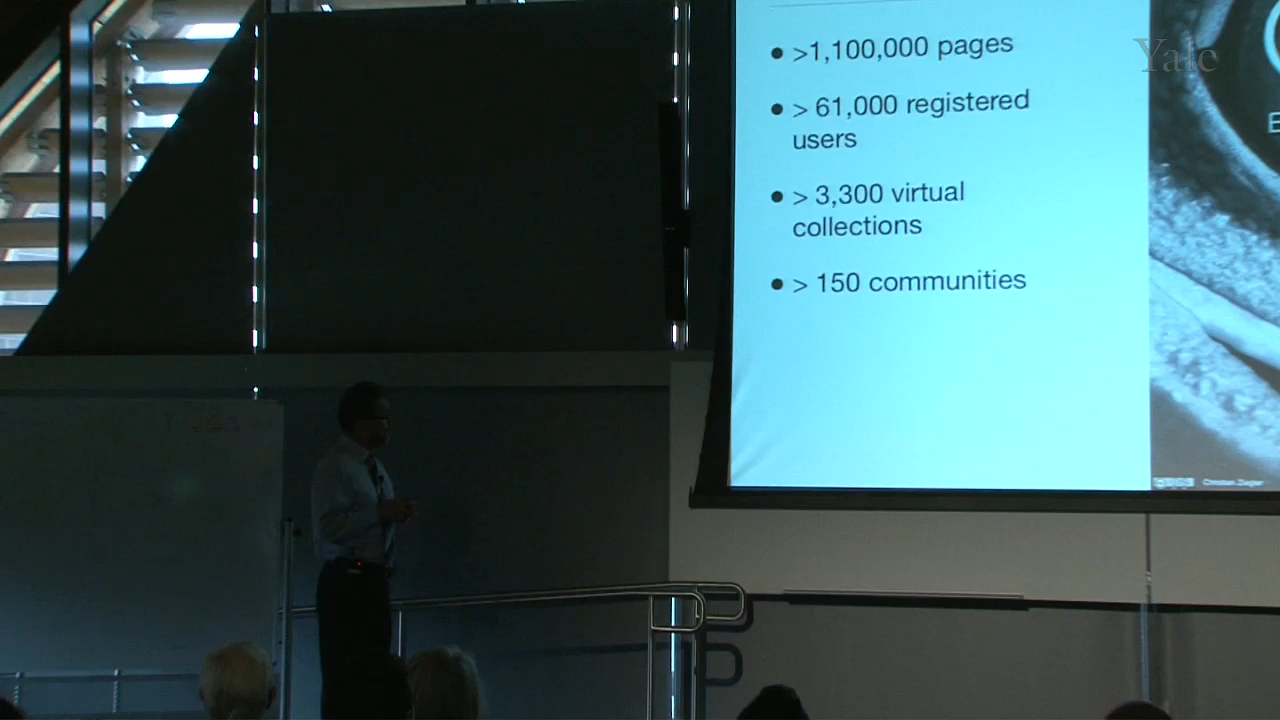 >1,100,000 pages
> 61,000 registered
users
> 3,300 virtual
collections
> 150 communities
Yale
E